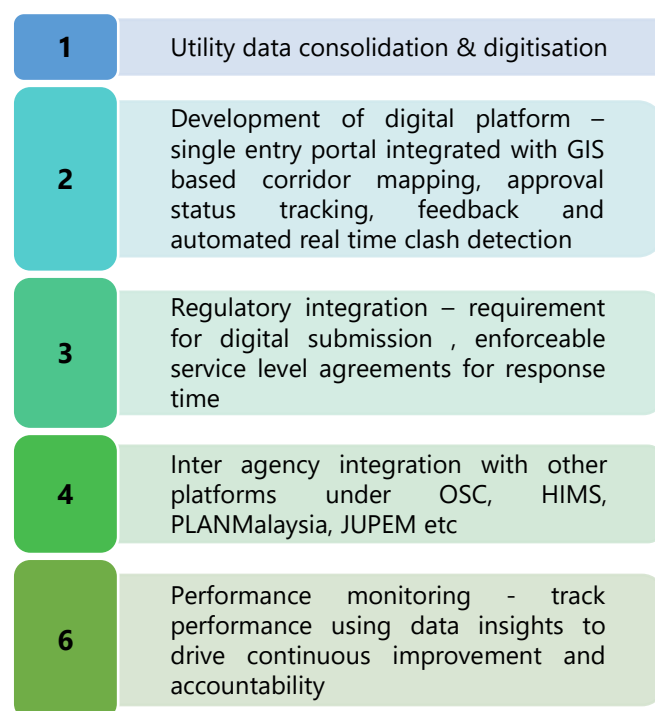 1
Utility data consolidation & digitisation
2
Development of digital platform –
single entry portal integrated with GIS
based corridor mapping, approval
status tracking, feedback and
automated real time clash detection
3
Regulatory integration – requirement
for digital submission , enforceable
service level agreements for response
time
4
Inter agency integration with other
platforms under OSC, HIMS,
PLANMalaysia, JUPEM etc
6
Performance monitoring - track
performance using data insights to
drive continuous improvement and
accountability